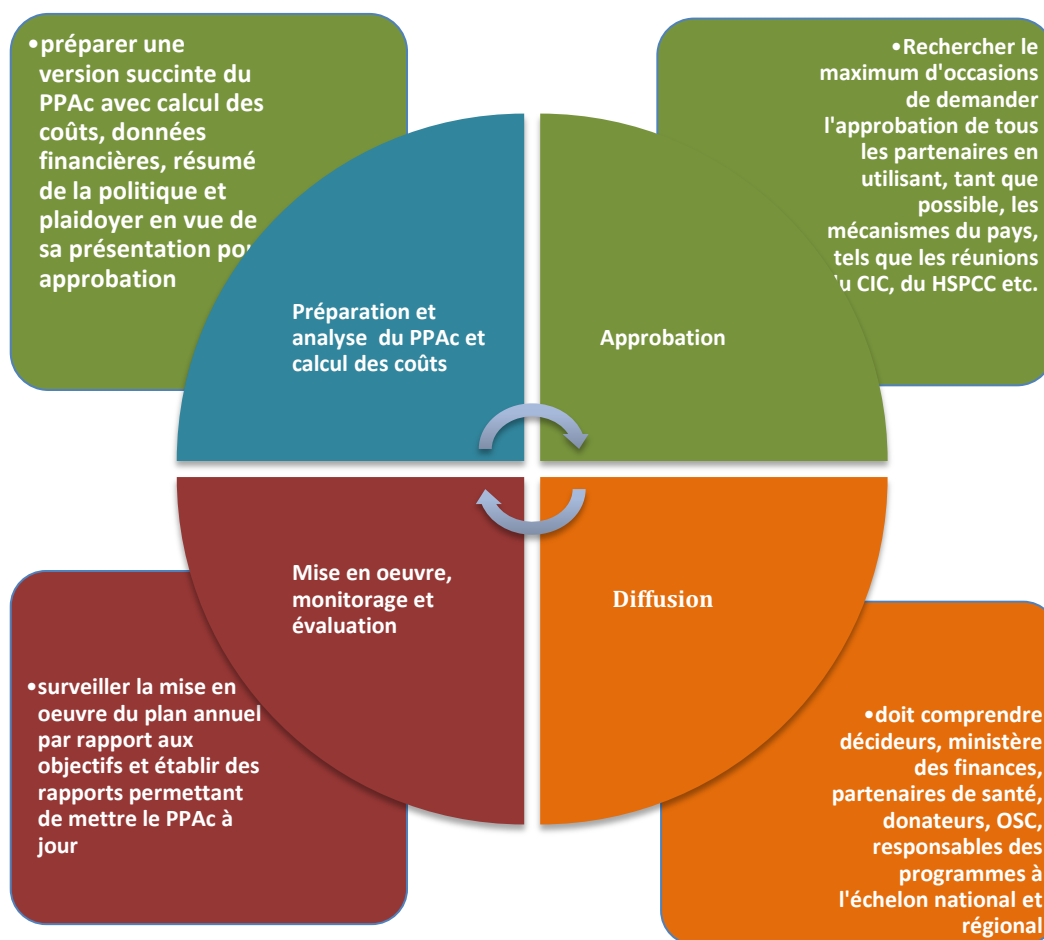 •préparer une
version succinte du
PPAc avec calcul des
coûts, données
financières, résumé
de la politique et
plaidoyer en vue de
sa présentation pour
approbation
•Rechercher le
maximum d'occasions
de demander
l'approbation de tous
les partenaires en
utilisant, tant que
possible, les
mécanismes du pays,
tels que les réunions
du CIC, du HSPCC etc.
Préparation et
analyse du PPAc et
calcul des coûts
Approbation
Mise en oeuvre,
monitorage et
évaluation
Diffusion
•surveiller la mise en
oeuvre du plan annuel
par rapport aux
objectifs et établir des
rapports permettant
de mettre le PPAc à
jour
•doit comprendre
décideurs, ministère
des finances,
partenaires de santé,
donateurs, OSC,
responsables des
programmes à
l'échelon national et
régional